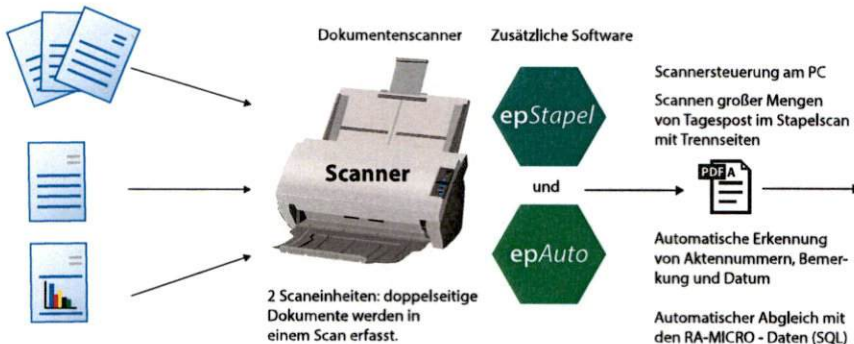 Dokumentenscanner
Zusätzliche Software
Scanner
2 Scaneinheiten: doppelseitige
Dokumente werden in
einem Scan erfasst.
epStapel
und
epAuto
Scannersteuerung am PC
Scannen großer Mengen
von Tagespost im Stapelscan
mit Trennseiten
PDF A
Automatische Erkennung
von Aktennummern, Bemer-
kung und Datum
Automatischer Abgleich mit
den RA-MICRO - Daten (SQL)